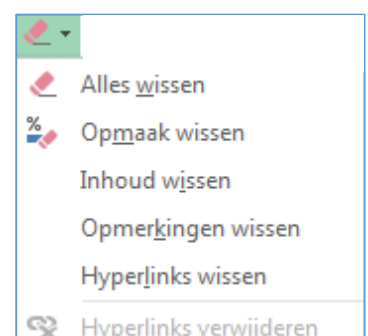 Alles wissen
%
Opmaak wissen
Inhoud wissen
Opmerkingen wissen
Hyperlinks wissen
Hyperlinks verwijderen